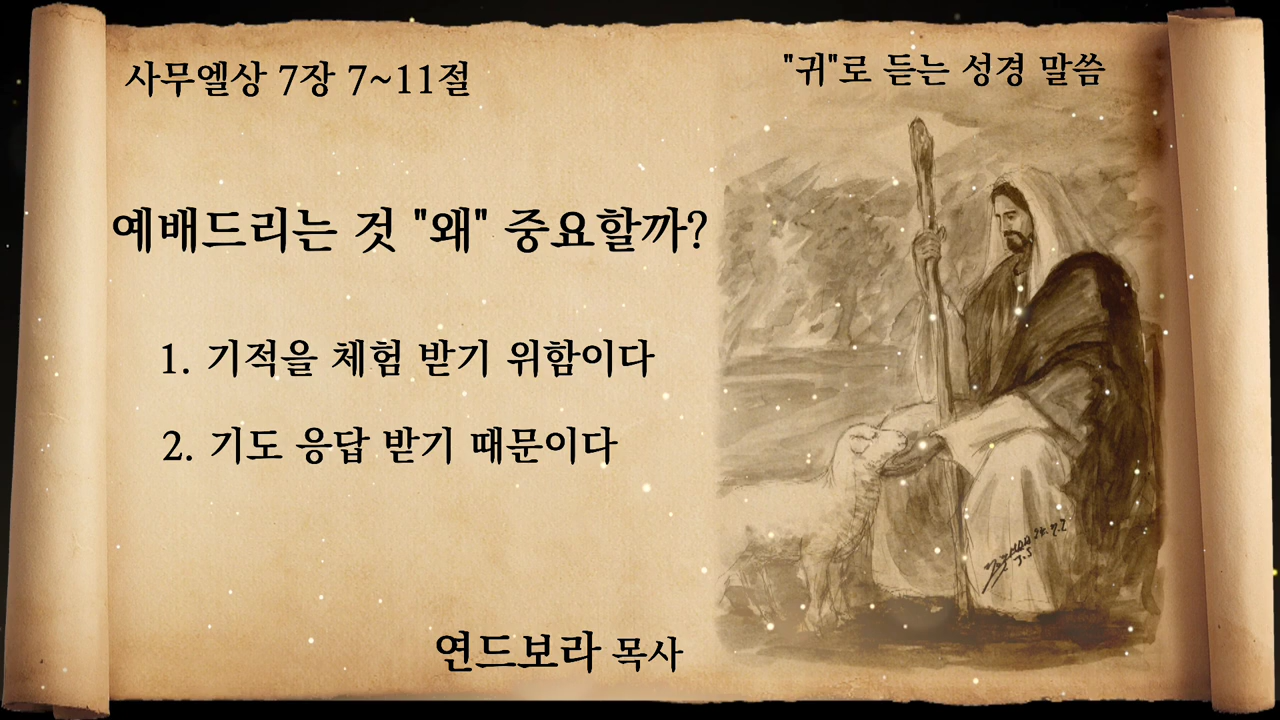 사무엘상 7장 7~11절
"귀"로 듣는 성경 말씀
예배드리는 것 "왜" 중요할까?
1. 기적을 체험 받기 위함이다
2. 기도 응답 받기 때문이다
연드보라 목사